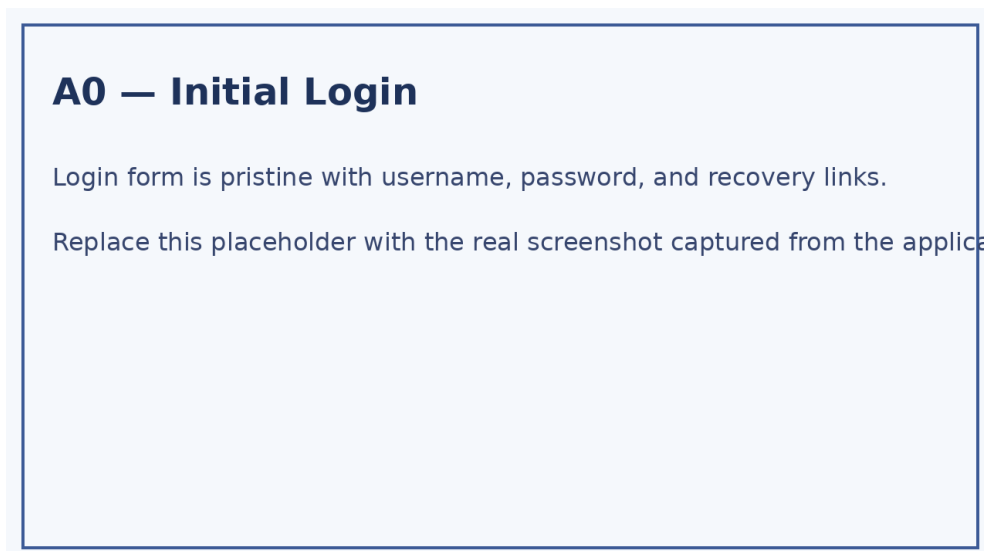 A0 — Initial Login
Login form is pristine with username, password, and recovery links.
Replace this placeholder with the real screenshot captured from the